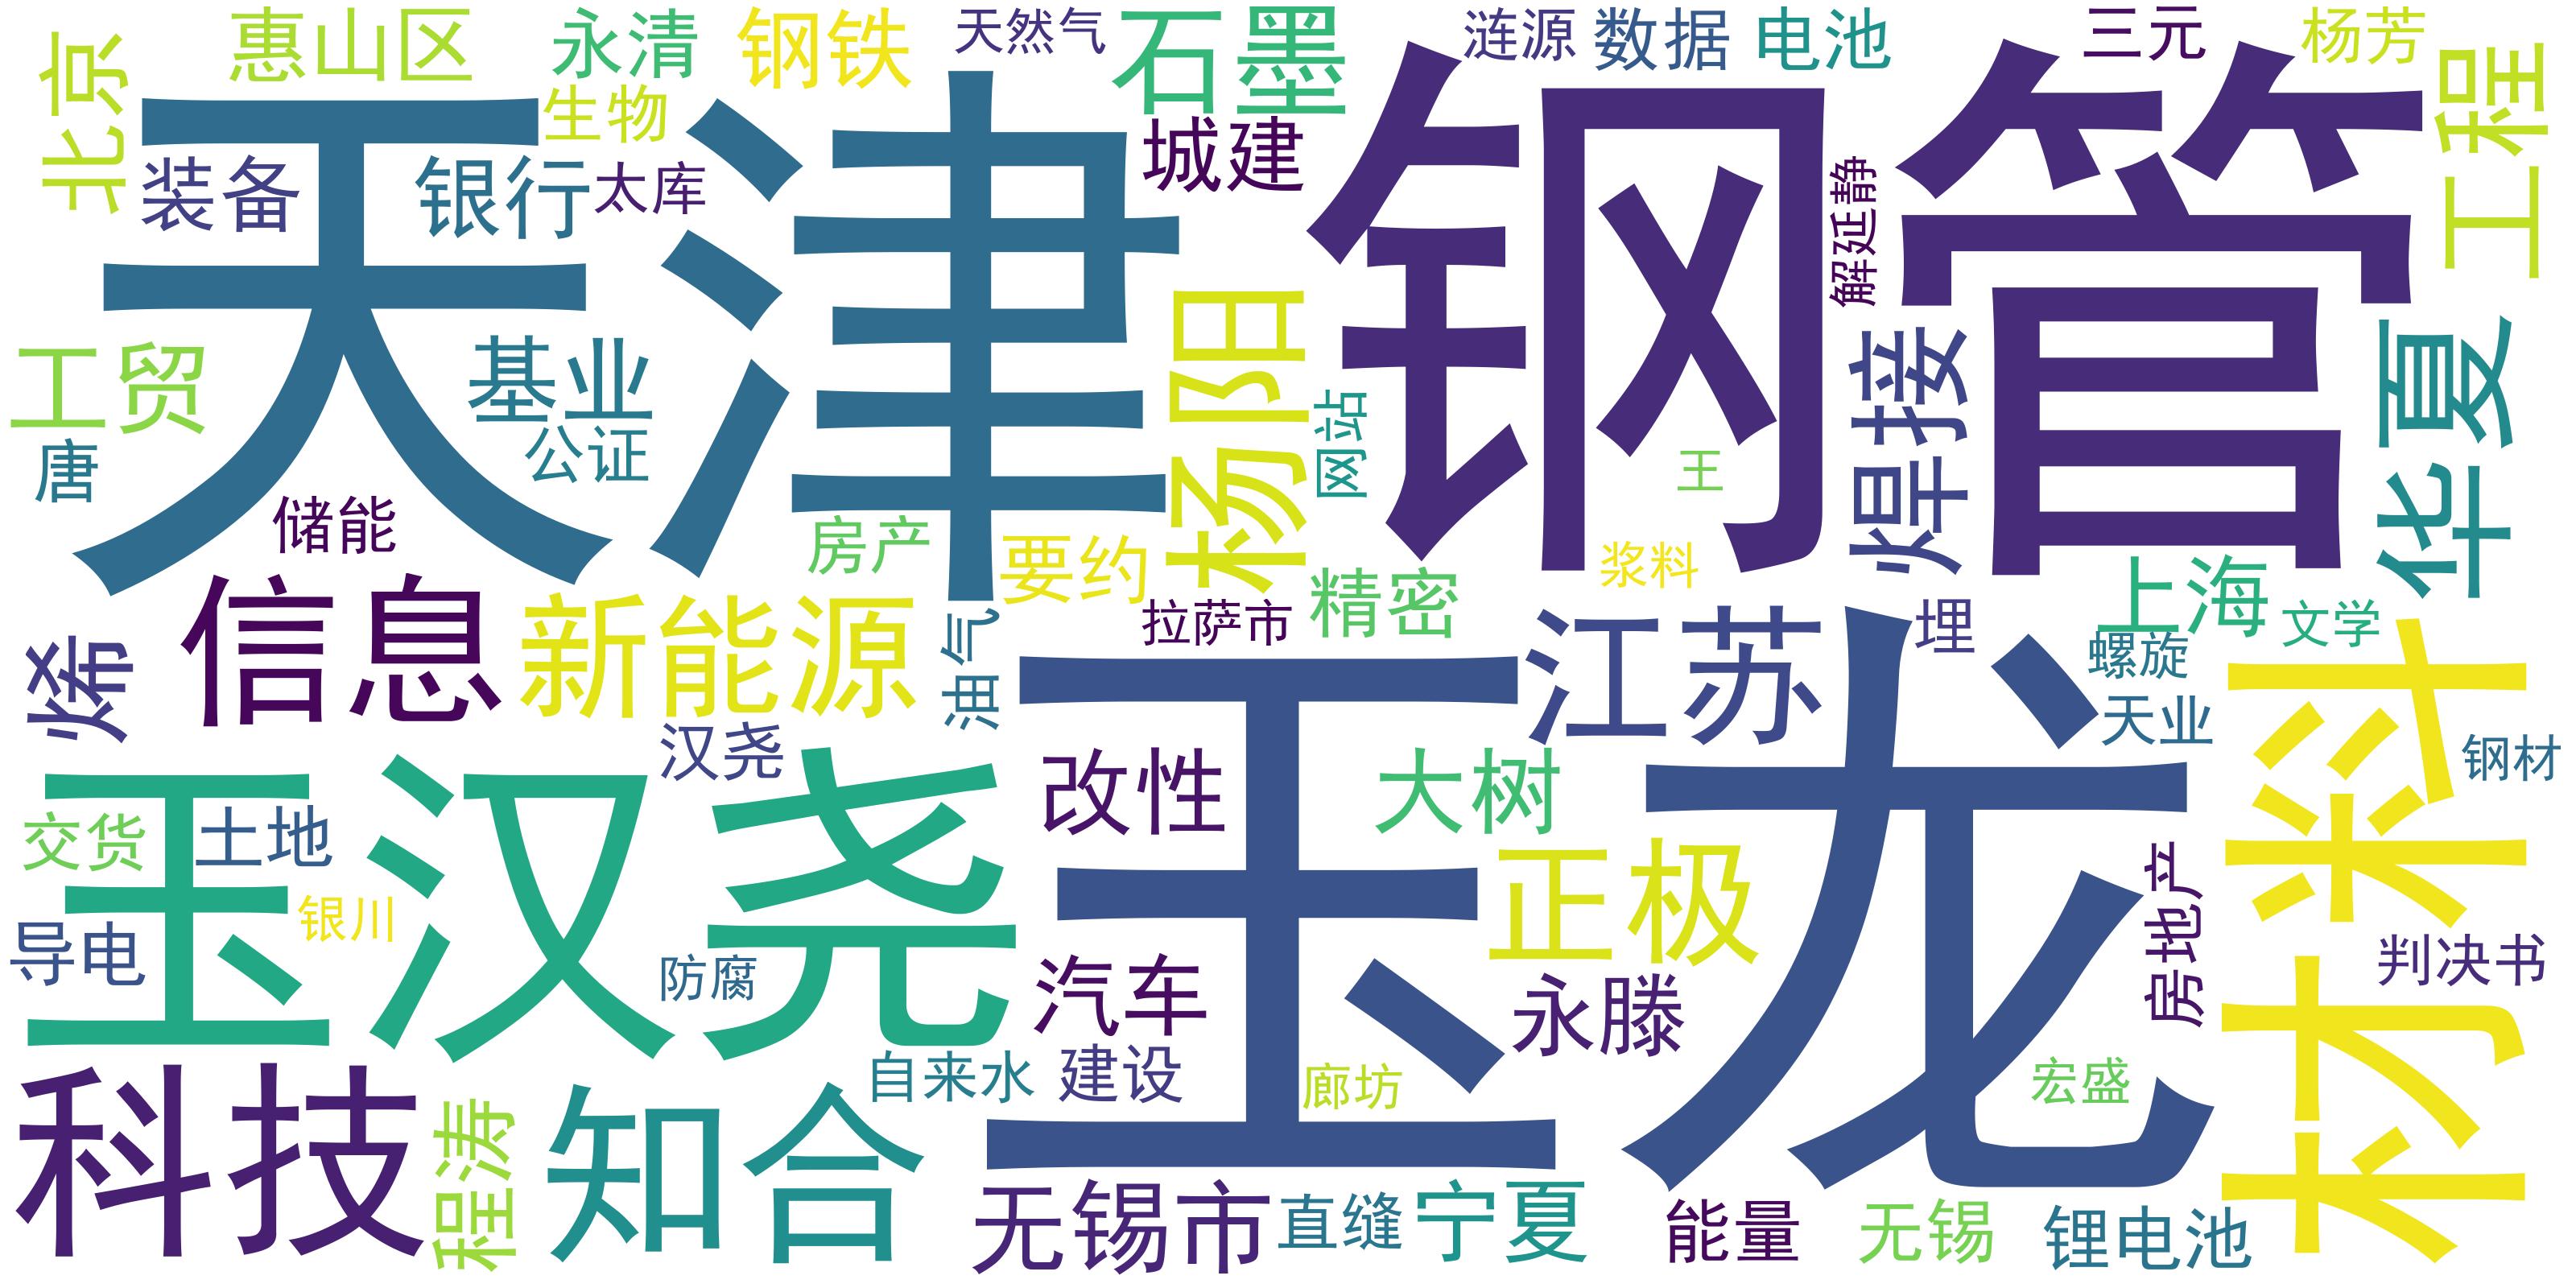 北京
惠山区
永清
钢铁
天然气
石墨
涟源
数据
电池
三元
杨芳
工程
生物
城建
装备
银行
太库
天津
钢管
解延静
工贸
基业
杨阳
网站
焊接
华夏
唐
公证
王
储能
房产
要约
浆料
精密
上海
文学
拉萨市
烯
信息
新能源
油气
江苏
埋
螺旋
天业
钢材
汉尧
玉汉尧
玉龙
材料
改性
大树
交货
土地
银川
导电
防腐
正极
房地产
判决书
汽车
永滕
自来水
建设
廊坊
宏盛
科技
程涛
知合
无锡市
直缝
宁夏
能量
无锡
锂电池